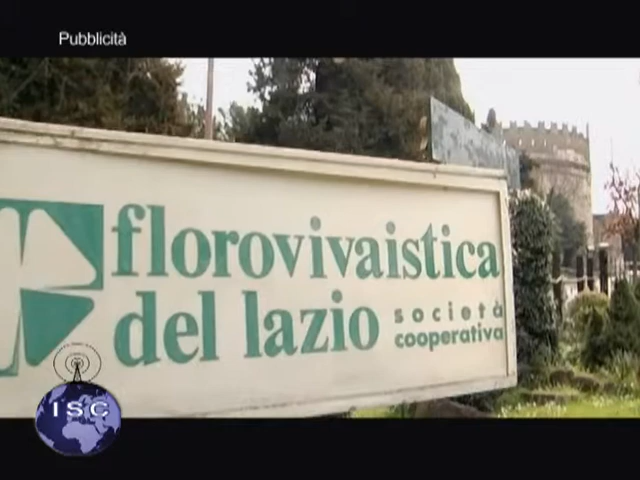 Pubblicità
florovivaistica
del lazio
società
cooperativa
ISC